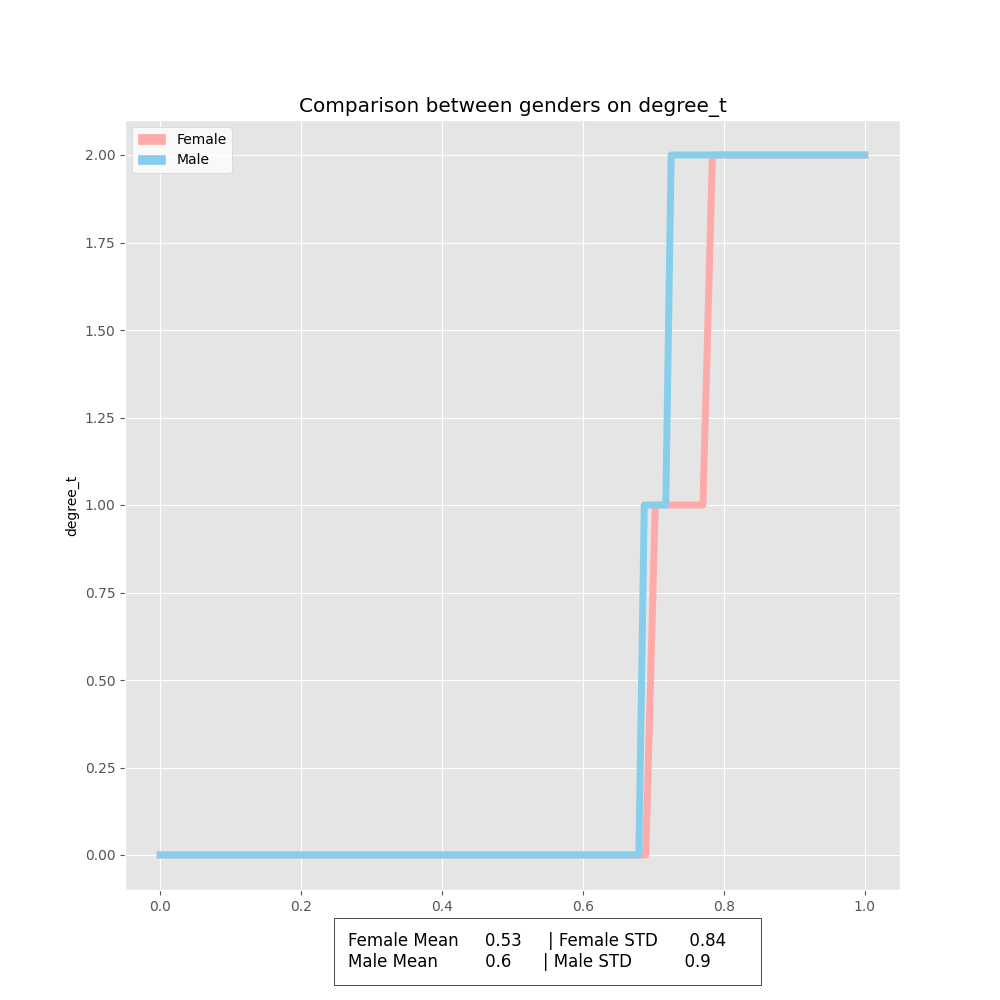 Comparison between genders on degree_t
Female
Male
2.00
1.75
1.50
1.25
1.00
0.75
0.50
0.25
0.00
degree_t
0.0 0.2 0.4 0.6 0.8 1.0
Female Mean 0.53 | Female STD 0.84
Male Mean 0.6 | Male STD 0.9